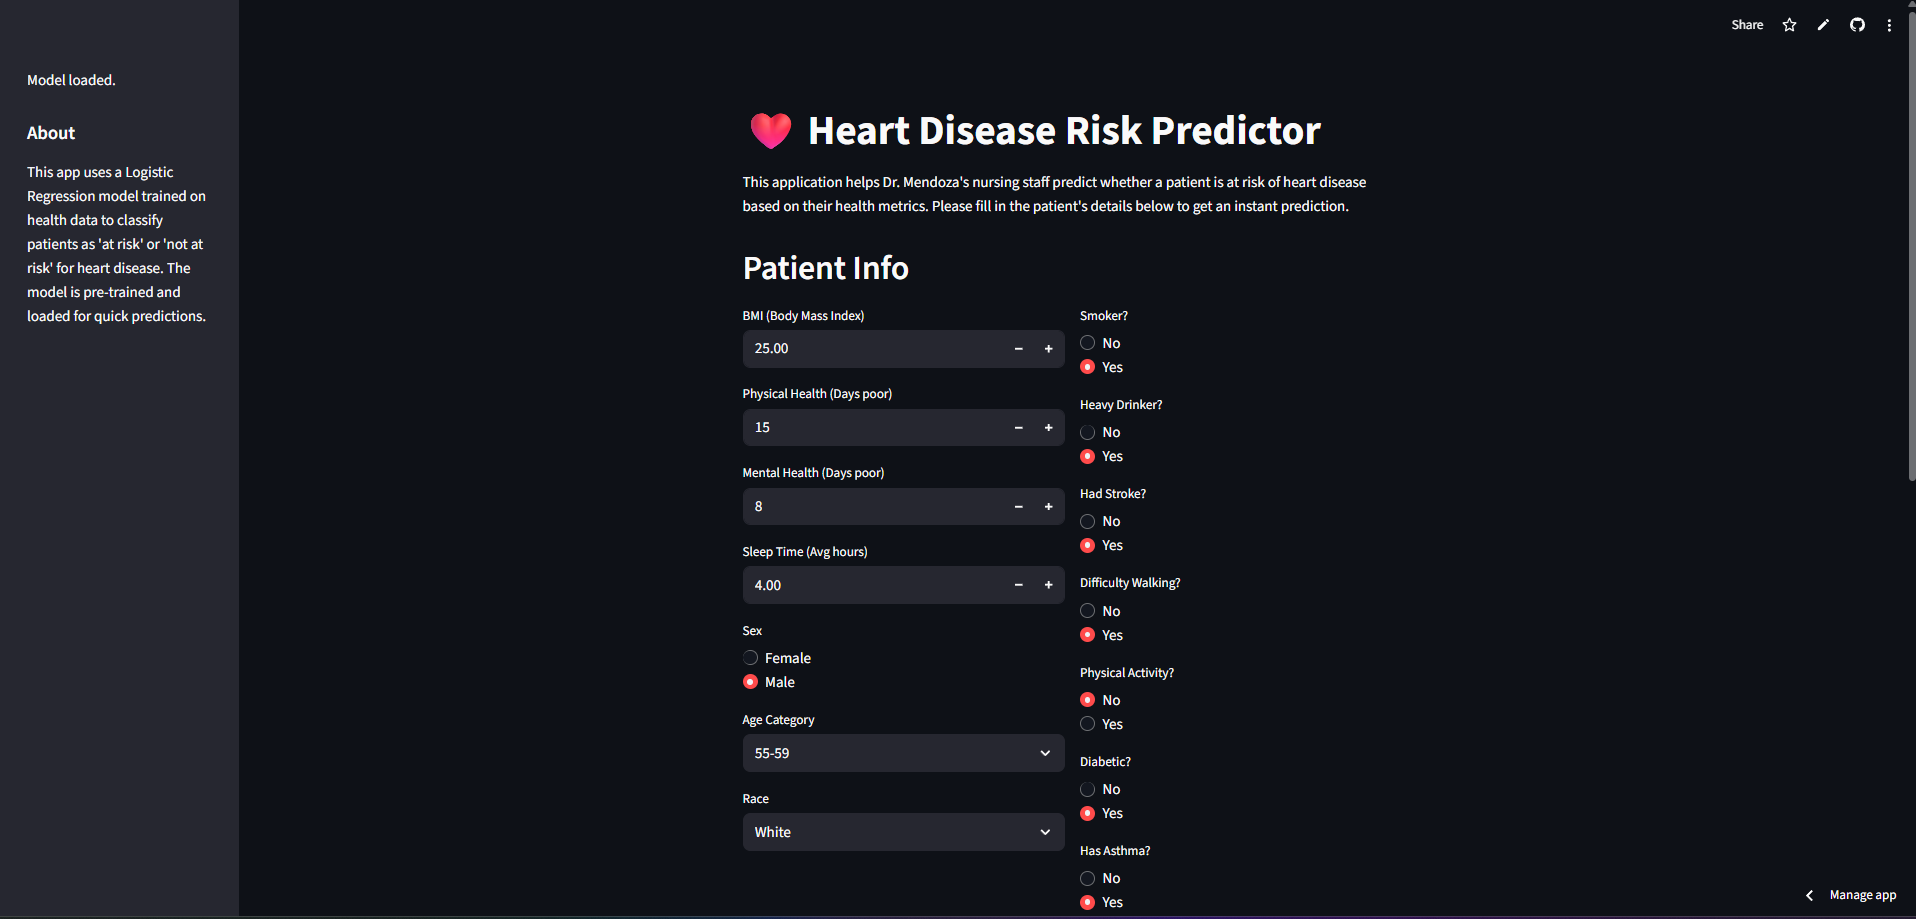 Share
Model loaded.
About
This app uses a Logistic
Regression model trained on
health data to classify
patients as 'at risk' or 'not at
risk' for heart disease. The
model is pre-trained and
loaded for quick predictions.
Heart Disease Risk Predictor
This application helps Dr. Mendoza's nursing staff predict whether a patient is at risk of heart disease
based on their health metrics. Please fill in the patient's details below to get an instant prediction.
Patient Info
BMI (Body Mass Index)
25.00
Physical Health (Days poor)
15
Mental Health (Days poor)
8
Sleep Time (Avg hours)
4.00
Sex
Female
Male
Age Category
55-59
Race
White
Smoker?
No
Yes
Heavy Drinker?
No
Yes
Had Stroke?
No
Yes
Difficulty Walking?
No
Yes
Physical Activity?
No
Yes
Diabetic?
No
Yes
Has Asthma?
No
Yes
Manage app